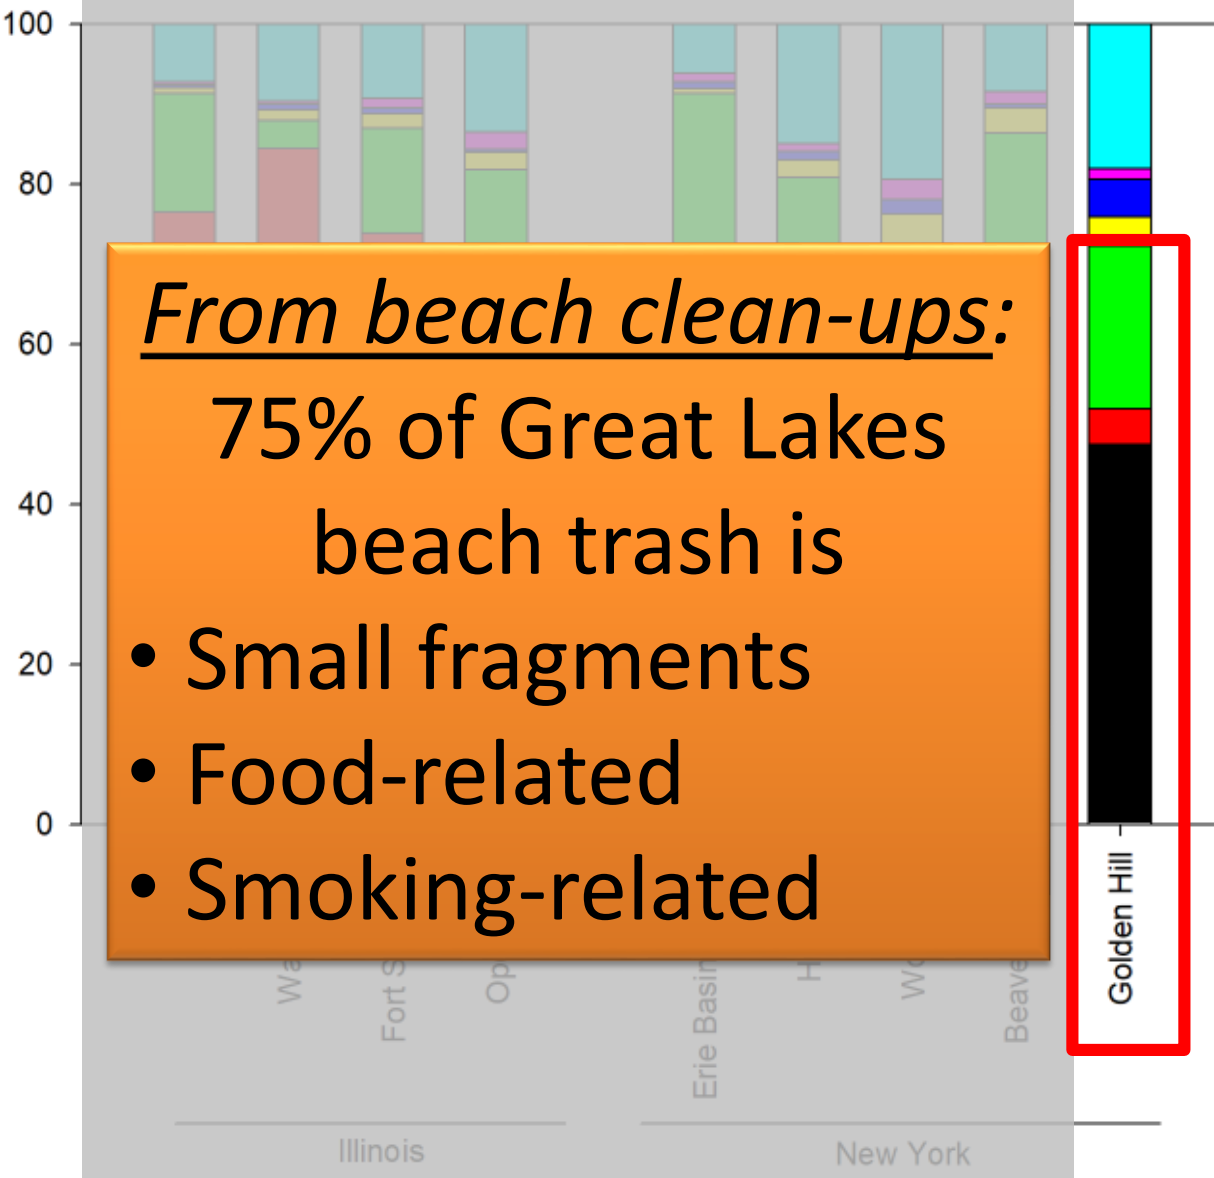 100
80
60
40
20
0
From beach clean-ups:
75% of Great Lakes
beach trash is
• Small fragments
• Food-related
• Smoking-related
Fort S
Erie Basin
Beave
Golden Hill
Illinois
New York